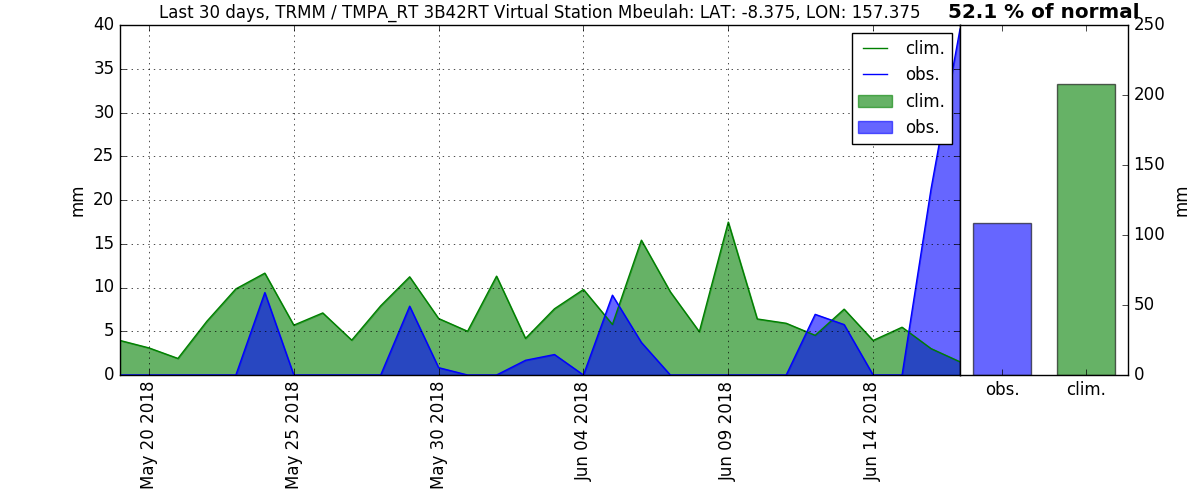 Last 30 days, TRMM / TMPA_RT 3B42RT Virtual Station Mbeulah: LAT: -8.375, LON: 157.375
52.1 % of normal
40
35
30
25
20
15
10
5
0
mm
clim.
obs.
clim.
obs.
May 20 2018
May 25 2018
May 30 2018
Jun 04 2018
Jun 09 2018
Jun 14 2018
250
200
150
100
50
0
mm
obs.
clim.